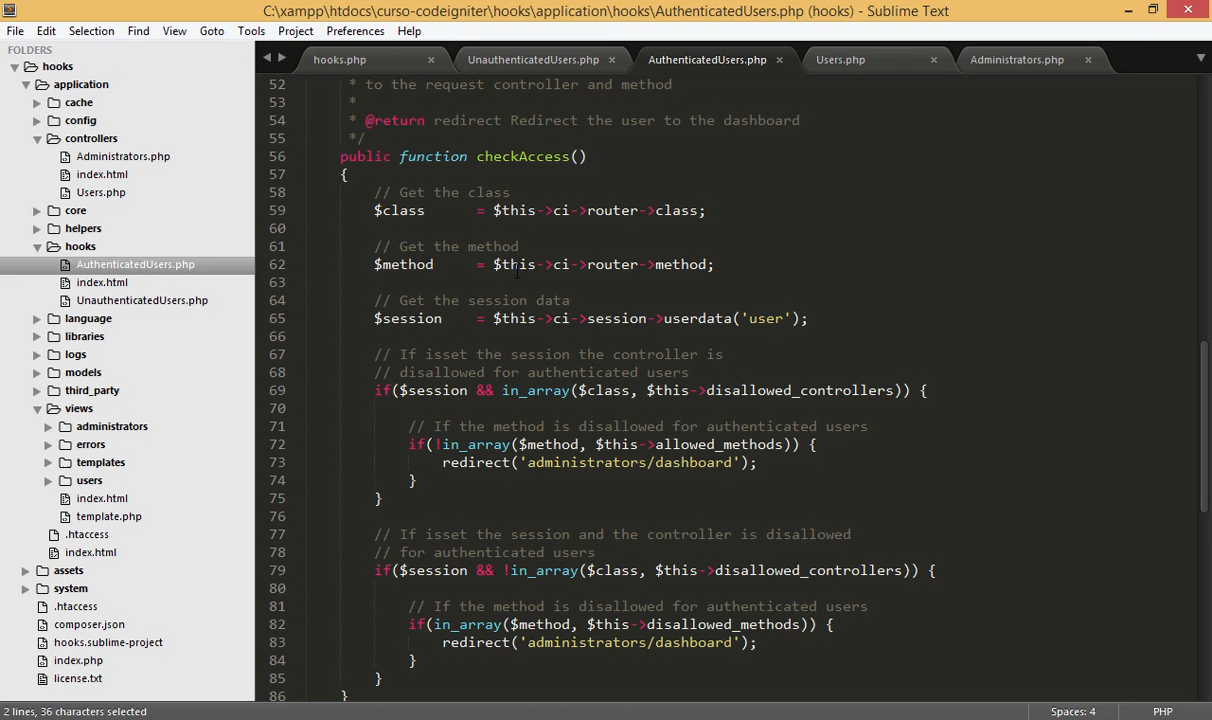 C:\xampp\htdocs\curso-codeigniter\hooks\application\hooks\AuthenticatedUsers.php (hooks) - Sublime Text
File Edit Selection Find View Goto Tools Project Preferences Help
FOLDERS
hooks
application
cache
config
controllers
Administrators.php
index.html
Users.php
core
helpers
hooks
AuthenticatedUsers.php
index.html
UnauthenticatedUsers.php
language
libraries
logs
models
third_party
views
administrators
errors
templates
users
index.html
template.php
.htaccess
index.html
assets
system
.htaccess
composer.json
hooks.sublime-project
index.php
license.txt
hooks.php × UnauthenticatedUsers.php × AuthenticatedUsers.php × Users.php × Administrators.php ×
52 * to the request controller and method
53 *
54 * @return redirect Redirect the user to the dashboard
55 */
56 public function checkAccess()
57 {
58 // Get the class
59 $class = $this->ci->router->class;
60
61 // Get the method
62 $method = $this->ci->router->method;
63
64 // Get the session data
65 $session = $this->ci->session->userdata('user');
66
67 // If isset the session the controller is
68 // disallowed for authenticated users
69 if($session && in_array($class, $this->disallowed_controllers)) {
70
71 // If the method is disallowed for authenticated users
72 if(!in_array($method, $this->allowed_methods)) {
73 redirect('administrators/dashboard');
74 }
75 }
76
77 // If isset the session and the controller is disallowed
78 // for authenticated users
79 if($session && !in_array($class, $this->disallowed_controllers)) {
80
81 // If the method is disallowed for authenticated users
82 if(in_array($method, $this->disallowed_methods)) {
83 redirect('administrators/dashboard');
84 }
85 }
86 }
2 lines, 36 characters selected
Spaces: 4 PHP